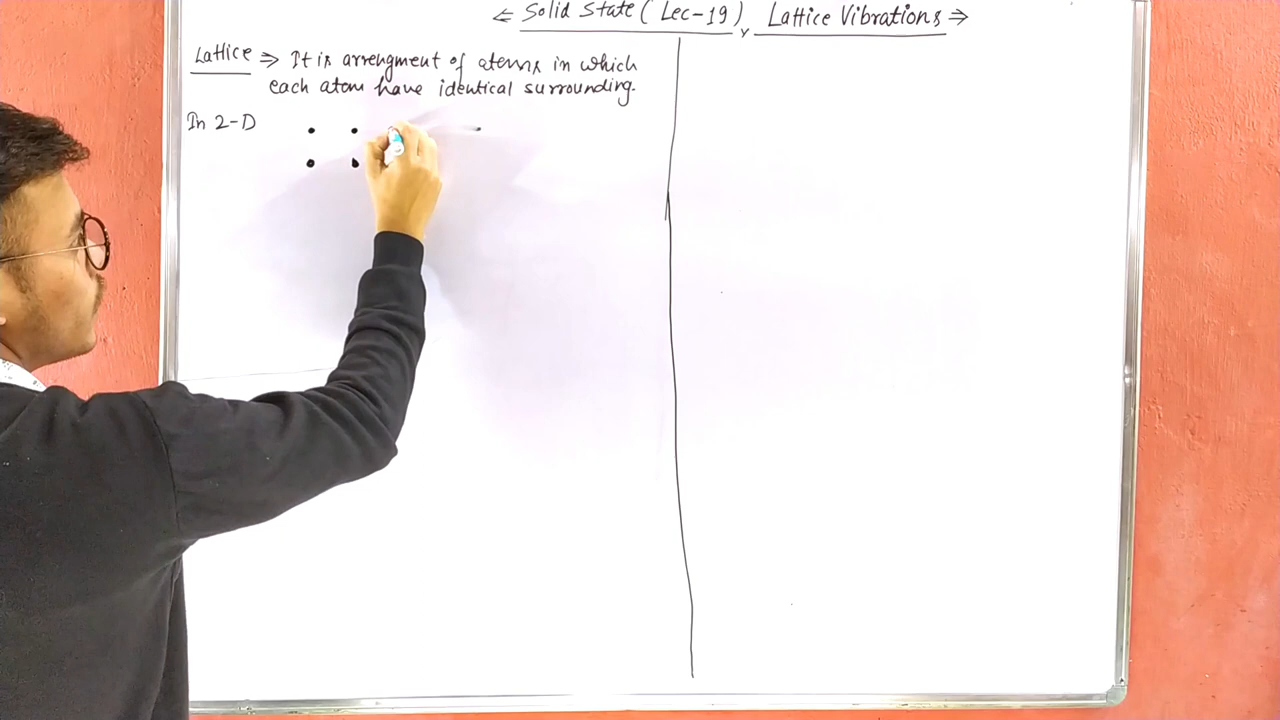 ← Solid State ( Lec-19 ), Lattice Vibrations ⇒
Lattice ⇒ It is arrengment of atoms in which
each atom have identical surrounding.
In 2-D